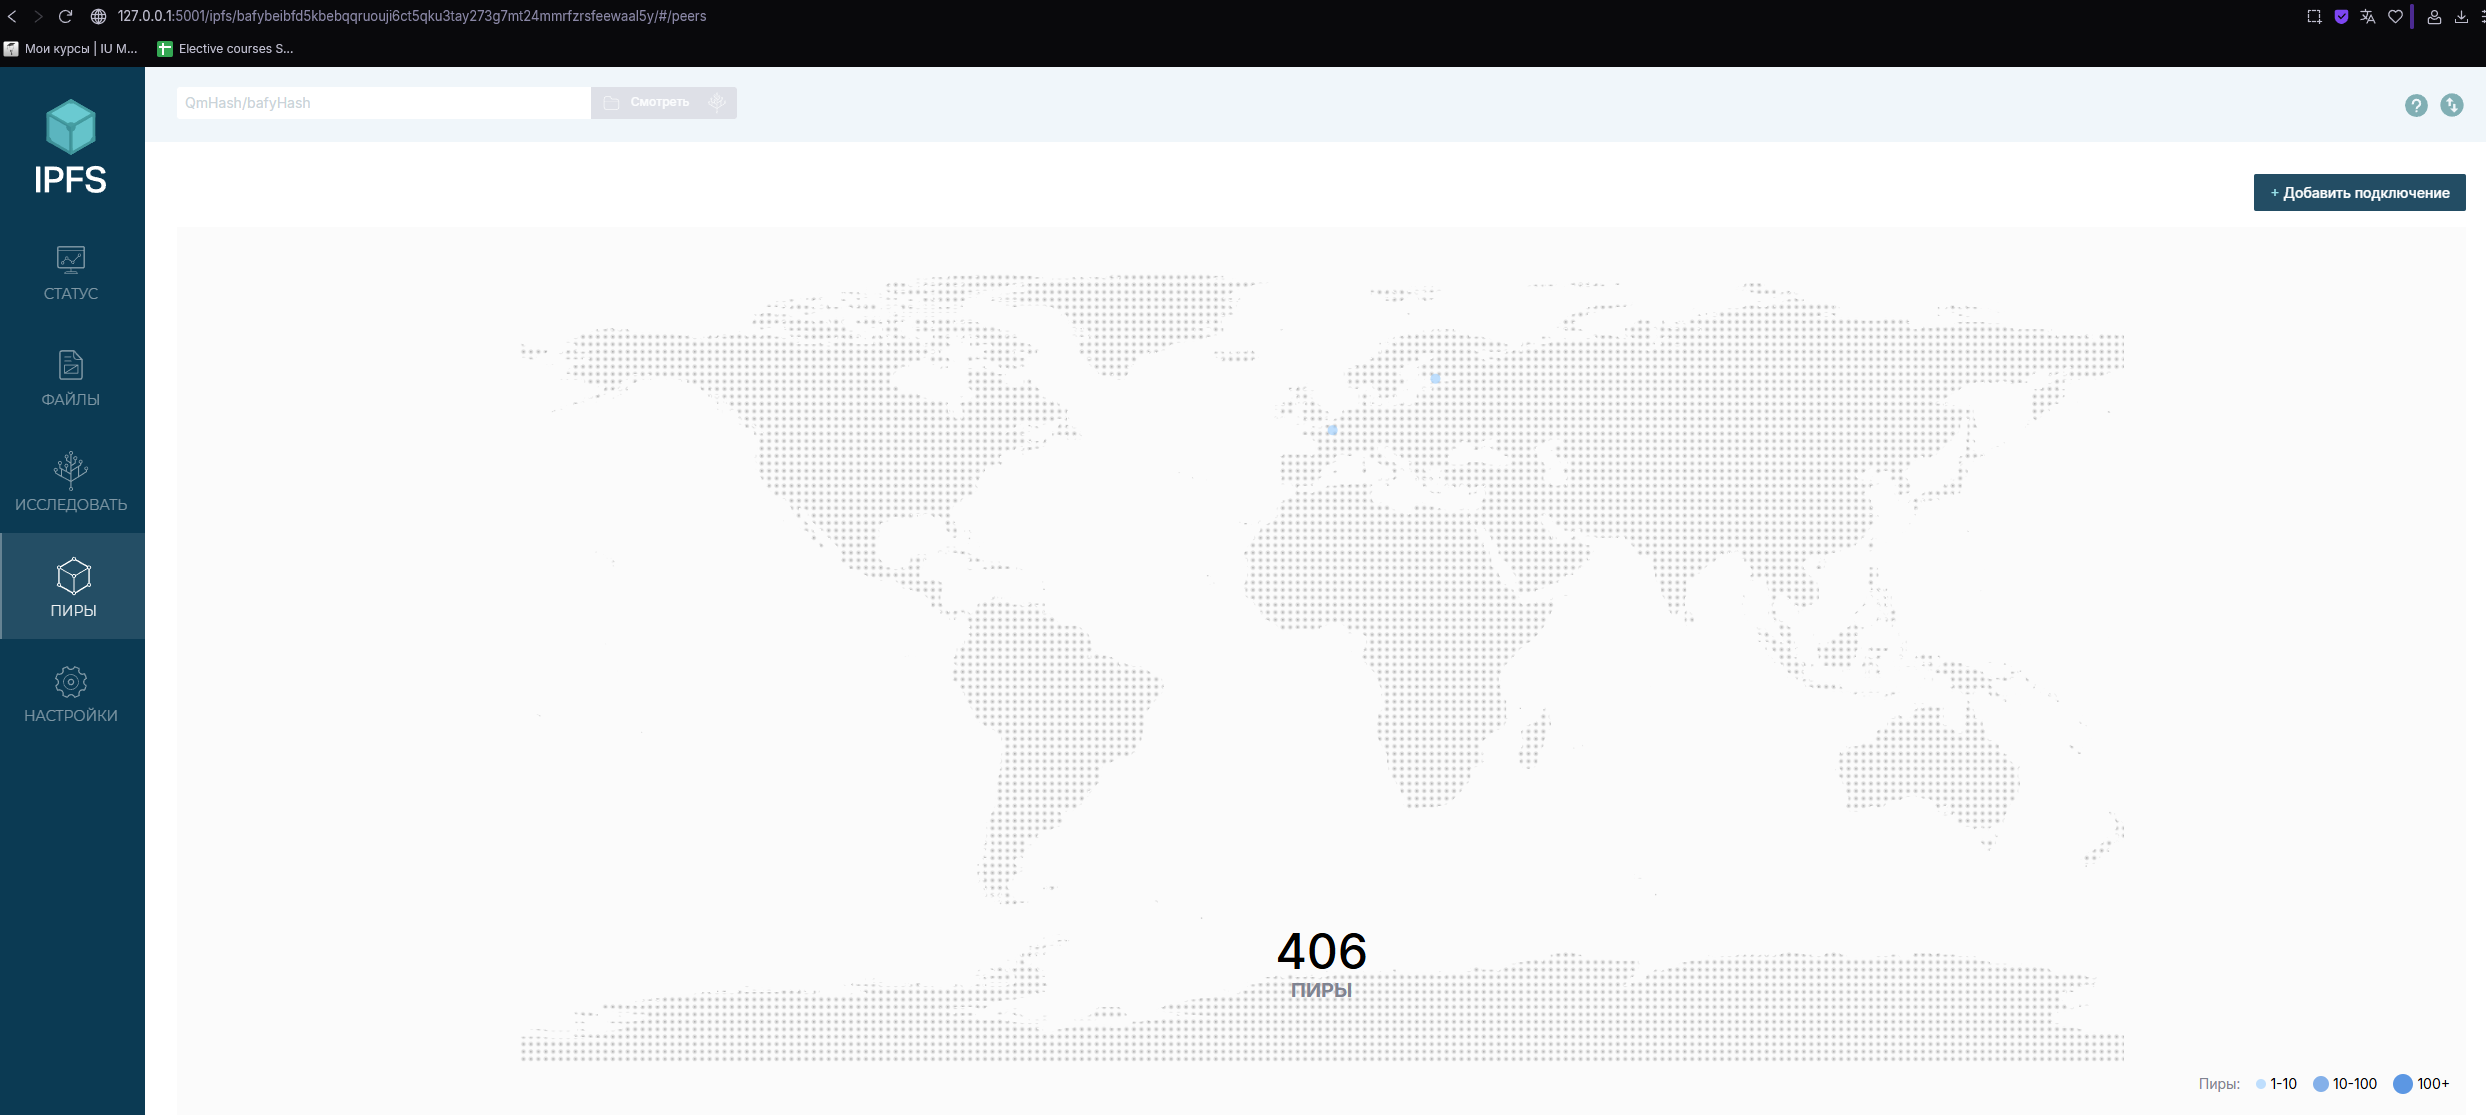 127.0.0.1:5001/ipfs/bafybeibfd5kbebqqruouji6ct5qku3tay273g7mt24mmrfzrsfeewaal5y/#/peers
Мои курсы | IU M...
Elective courses S...
QmHash/bafyHash
Смотреть
IPFS
+ Добавить подключение
СТАТУС
ФАЙЛЫ
ИССЛЕДОВАТЬ
ПИРЫ
НАСТРОЙКИ
406
ПИРЫ
Пиры: 1-10 10-100 100+